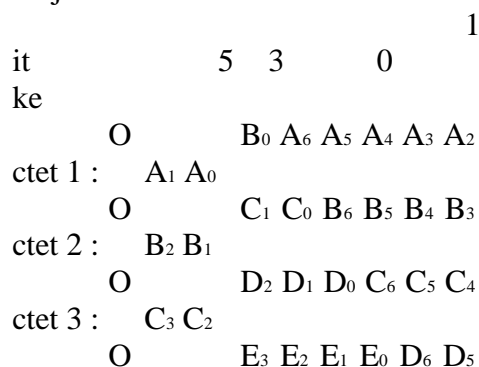 1
it 5 3 0
ke
O B₀ A₆ A₅ A₄ A₃ A₂
ctet 1 : A₁ A₀
O C₁ C₀ B₆ B₅ B₄ B₃
ctet 2 : B₂ B₁
O D₂ D₁ D₀ C₆ C₅ C₄
ctet 3 : C₃ C₂
O E₃ E₂ E₁ E₀ D₆ D₅